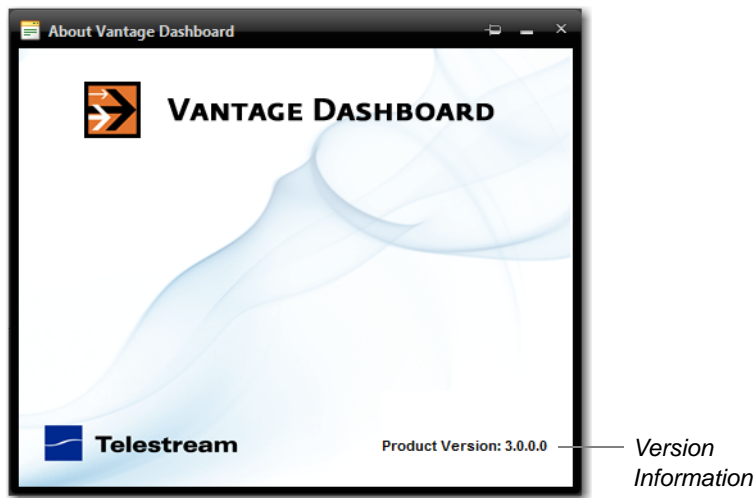 About Vantage Dashboard
VANTAGE DASHBOARD
Telestream
Product Version: 3.0.0.0
Version
Information